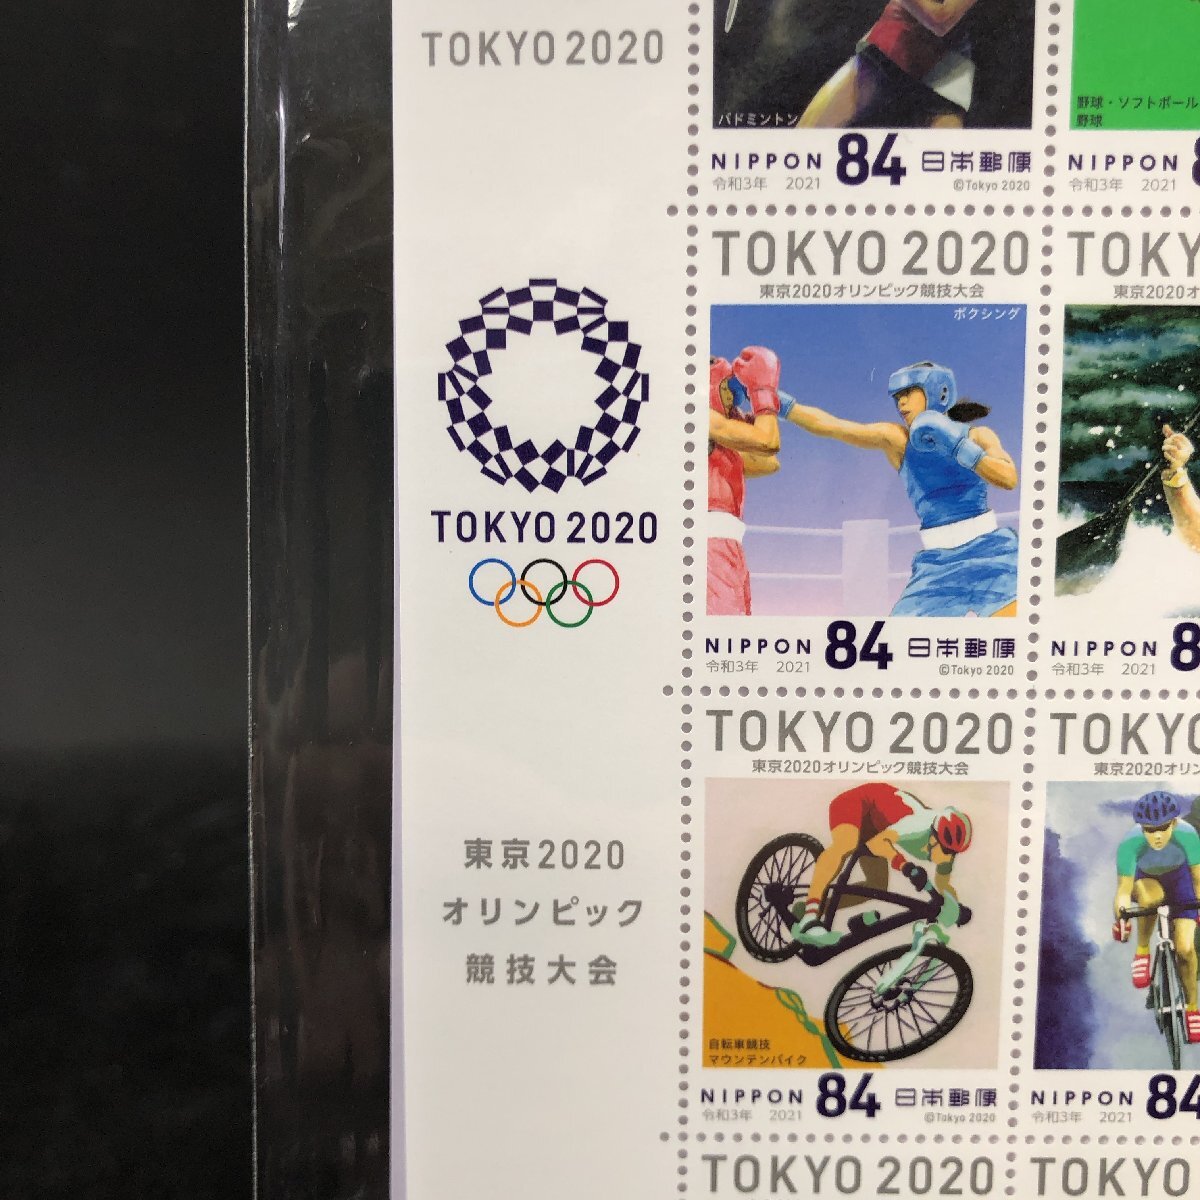 TOKYO 2020
バドミントン
NIPPON 84 日本郵便
令和3年 2021 ©Tokyo 2020
野球・ソフトボール
野球
NIPPON
令和3年 2021
TOKYO 2020
東京2020オリンピック競技大会
ボクシング
NIPPON 84 日本郵便
令和3年 2021 ©Tokyo 2020
TOKYO 2020
NIPPON
令和3年 2021
TOKYO 2020
東京2020オリンピック競技大会
自転車競技
マウンテンバイク
NIPPON 84 日本郵便
令和3年 2021 ©Tokyo 2020
東京2020
オリンピック
競技大会
NIPPON 84
令和3年 2021
TOKYO 2020